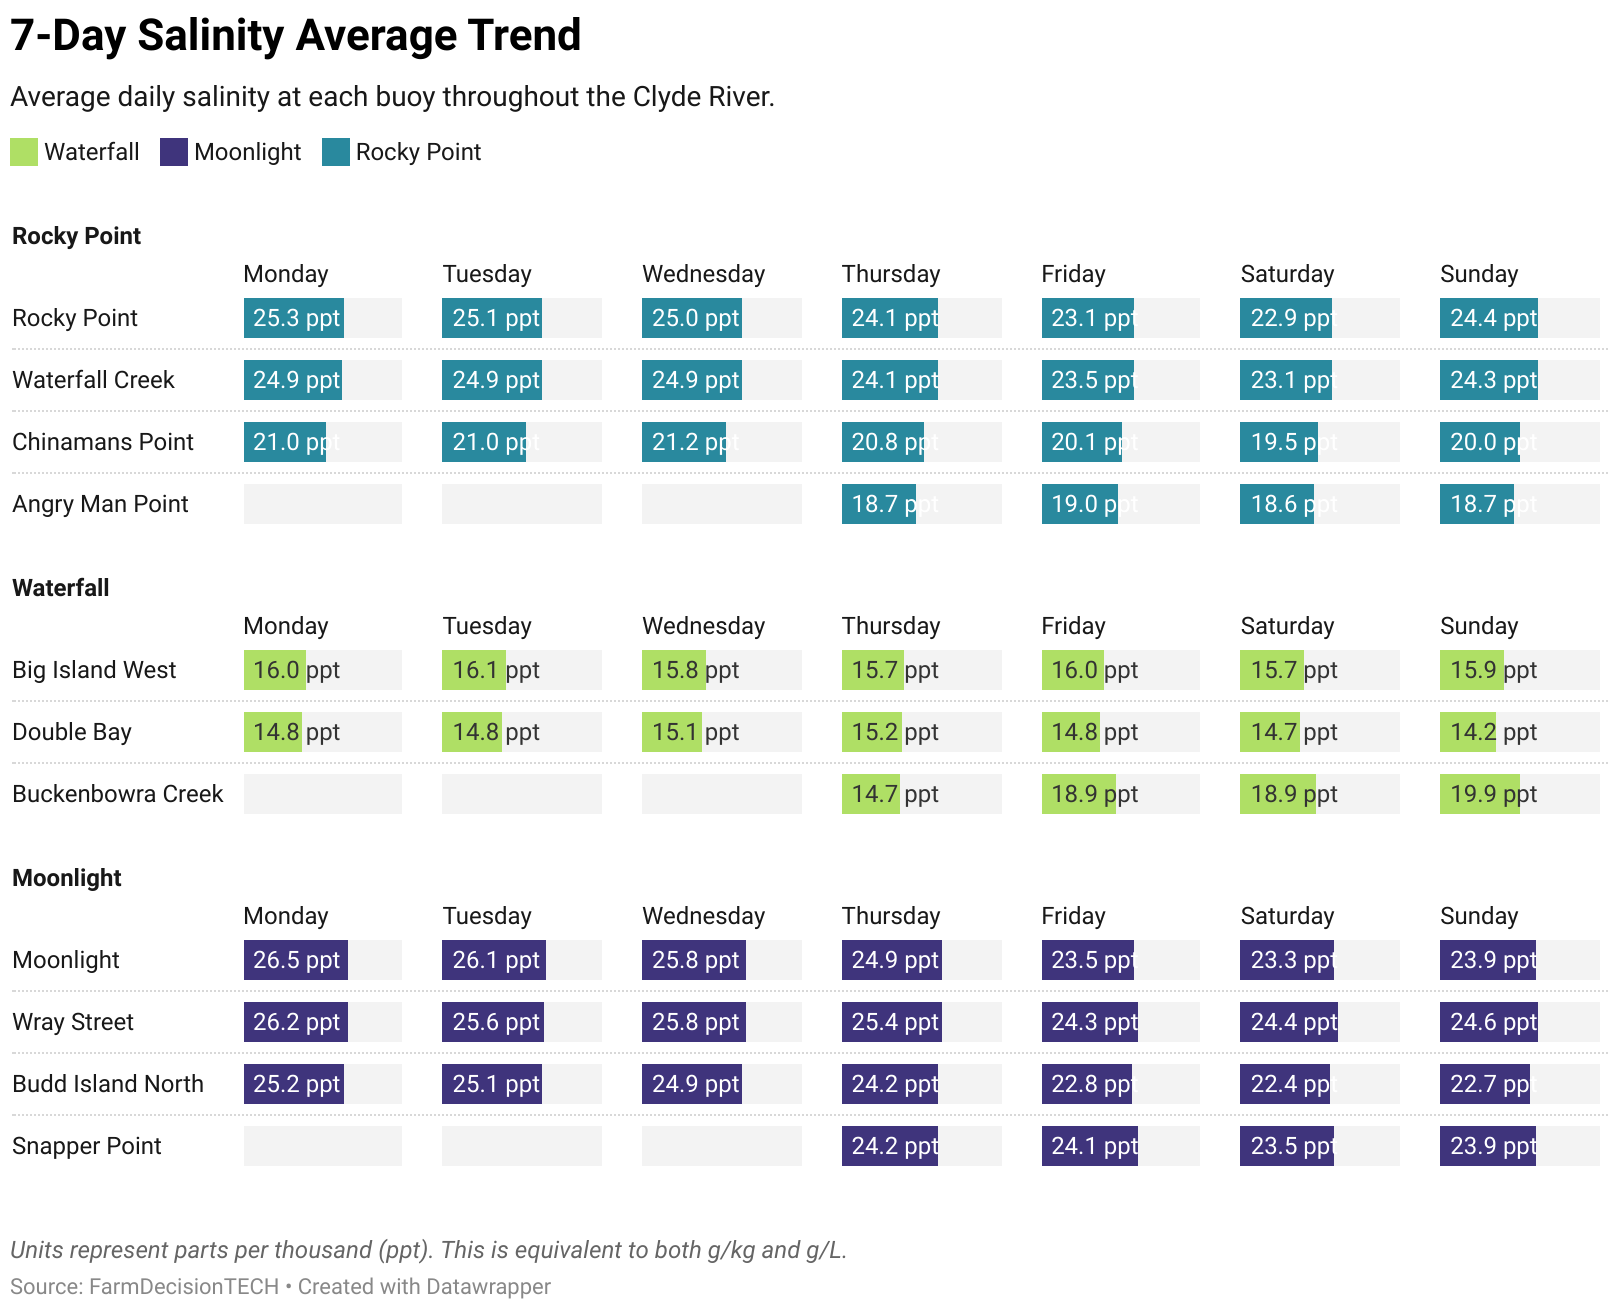 7-Day Salinity Average Trend
Average daily salinity at each buoy throughout the Clyde River.
Waterfall Moonlight Rocky Point
Rocky Point
Monday Tuesday Wednesday Thursday Friday Saturday Sunday
Rocky Point 25.3 ppt 25.1 ppt 25.0 ppt 24.1 ppt 23.1 ppt 22.9 ppt 24.4 ppt
Waterfall Creek 24.9 ppt 24.9 ppt 24.9 ppt 24.1 ppt 23.5 ppt 23.1 ppt 24.3 ppt
Chinamans Point 21.0 ppt 21.0 ppt 21.2 ppt 20.8 ppt 20.1 ppt 19.5 ppt 20.0 ppt
Angry Man Point 18.7 ppt 19.0 ppt 18.6 ppt 18.7 ppt
Waterfall
Monday Tuesday Wednesday Thursday Friday Saturday Sunday
Big Island West 16.0 ppt 16.1 ppt 15.8 ppt 15.7 ppt 16.0 ppt 15.7 ppt 15.9 ppt
Double Bay 14.8 ppt 14.8 ppt 15.1 ppt 15.2 ppt 14.8 ppt 14.7 ppt 14.2 ppt
Buckenbowra Creek 14.7 ppt 18.9 ppt 18.9 ppt 19.9 ppt
Moonlight
Monday Tuesday Wednesday Thursday Friday Saturday Sunday
Moonlight 26.5 ppt 26.1 ppt 25.8 ppt 24.9 ppt 23.5 ppt 23.3 ppt 23.9 ppt
Wray Street 26.2 ppt 25.6 ppt 25.8 ppt 25.4 ppt 24.3 ppt 24.4 ppt 24.6 ppt
Budd Island North 25.2 ppt 25.1 ppt 24.9 ppt 24.2 ppt 22.8 ppt 22.4 ppt 22.7 ppt
Snapper Point 24.2 ppt 24.1 ppt 23.5 ppt 23.9 ppt
Units represent parts per thousand (ppt). This is equivalent to both g/kg and g/L.
Source: FarmDecisionTECH • Created with Datawrapper